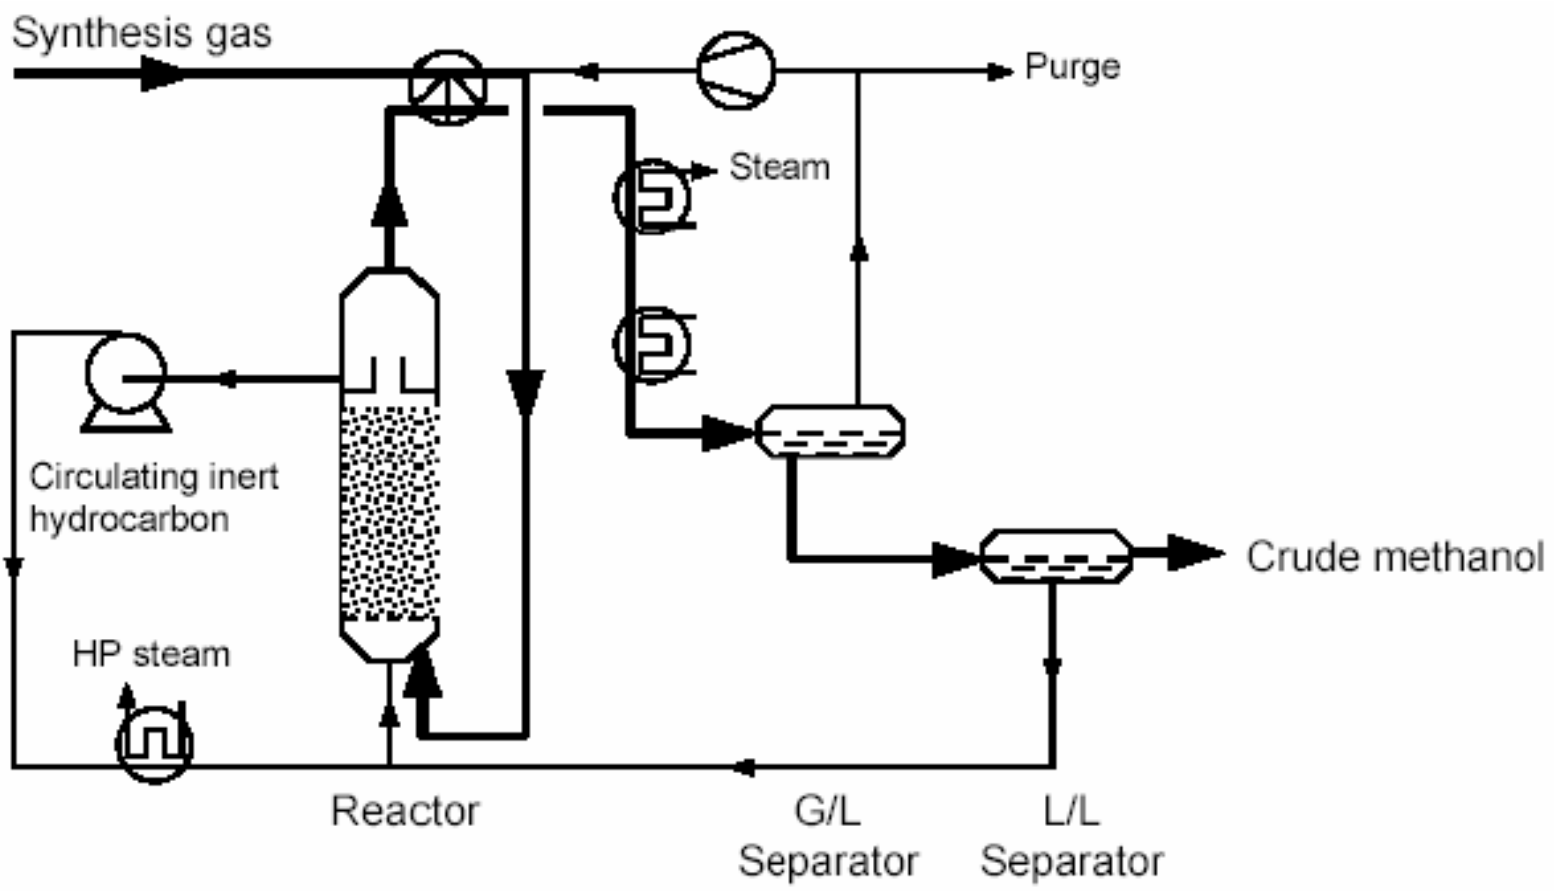 Synthesis gas
Purge
Steam
Circulating inert
hydrocarbon
Crude methanol
HP steam
Reactor
G/L
Separator
L/L
Separator